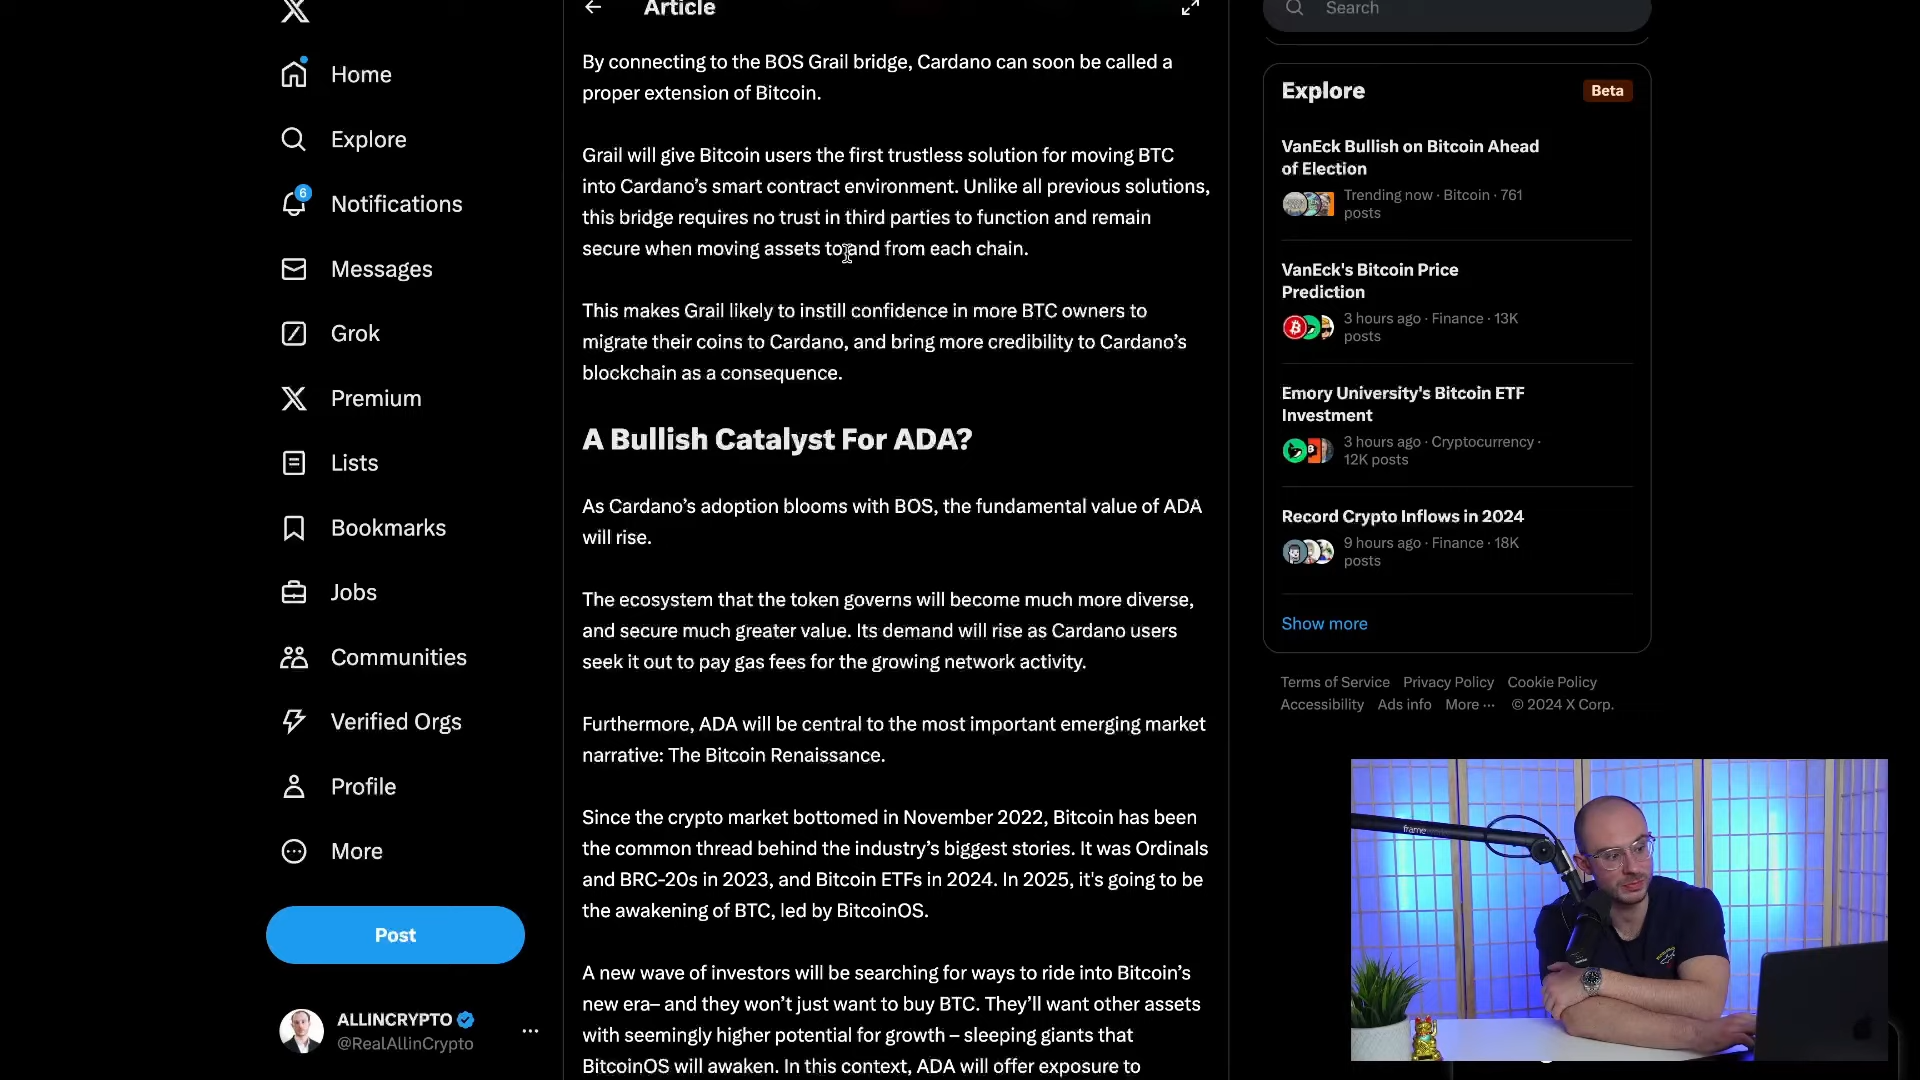 Home
Explore
6
Notifications
Messages
Grok
Premium
Lists
Bookmarks
Jobs
Communities
Verified Orgs
Profile
More
Post
ALLINCRYPTO
@RealAllinCrypto
Article
By connecting to the BOS Grail bridge, Cardano can soon be called a
proper extension of Bitcoin.
Grail will give Bitcoin users the first trustless solution for moving BTC
into Cardano’s smart contract environment. Unlike all previous solutions,
this bridge requires no trust in third parties to function and remain
secure when moving assets to and from each chain.
This makes Grail likely to instill confidence in more BTC owners to
migrate their coins to Cardano, and bring more credibility to Cardano’s
blockchain as a consequence.
A Bullish Catalyst For ADA?
As Cardano’s adoption blooms with BOS, the fundamental value of ADA
will rise.
The ecosystem that the token governs will become much more diverse,
and secure much greater value. Its demand will rise as Cardano users
seek it out to pay gas fees for the growing network activity.
Furthermore, ADA will be central to the most important emerging market
narrative: The Bitcoin Renaissance.
Since the crypto market bottomed in November 2022, Bitcoin has been
the common thread behind the industry’s biggest stories. It was Ordinals
and BRC-20s in 2023, and Bitcoin ETFs in 2024. In 2025, it's going to be
the awakening of BTC, led by BitcoinOS.
A new wave of investors will be searching for ways to ride into Bitcoin’s
new era– and they won’t just want to buy BTC. They’ll want other assets
with seemingly higher potential for growth – sleeping giants that
BitcoinOS will awaken. In this context, ADA will offer exposure to
Search
Explore
Beta
VanEck Bullish on Bitcoin Ahead
of Election
Trending now · Bitcoin · 761
posts
VanEck's Bitcoin Price
Prediction
3 hours ago · Finance · 13K
posts
Emory University's Bitcoin ETF
Investment
3 hours ago · Cryptocurrency ·
12K posts
Record Crypto Inflows in 2024
9 hours ago · Finance · 18K
posts
Show more
Terms of Service Privacy Policy Cookie Policy
Accessibility Ads info More ··· © 2024 X Corp.
frame